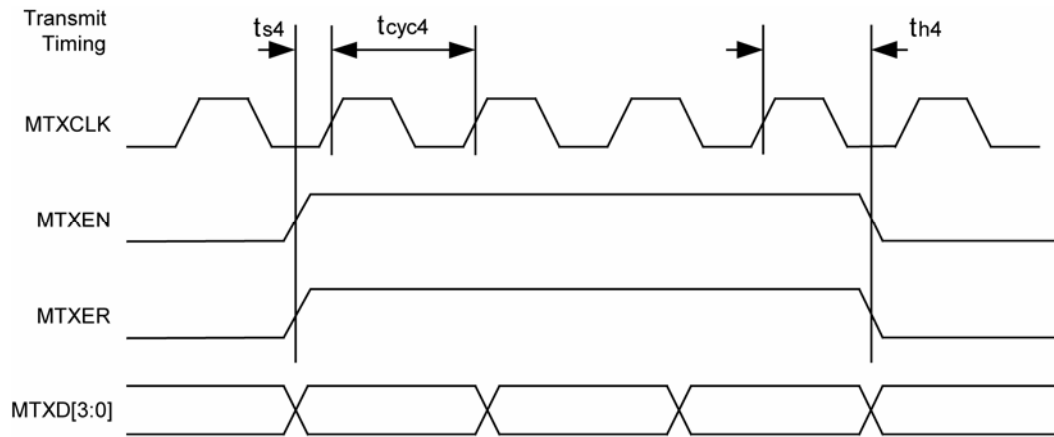 Transmit
Timing
ts4
tcyc4
th4
MTXCLK
MTXEN
MTXER
MTXD[3:0]